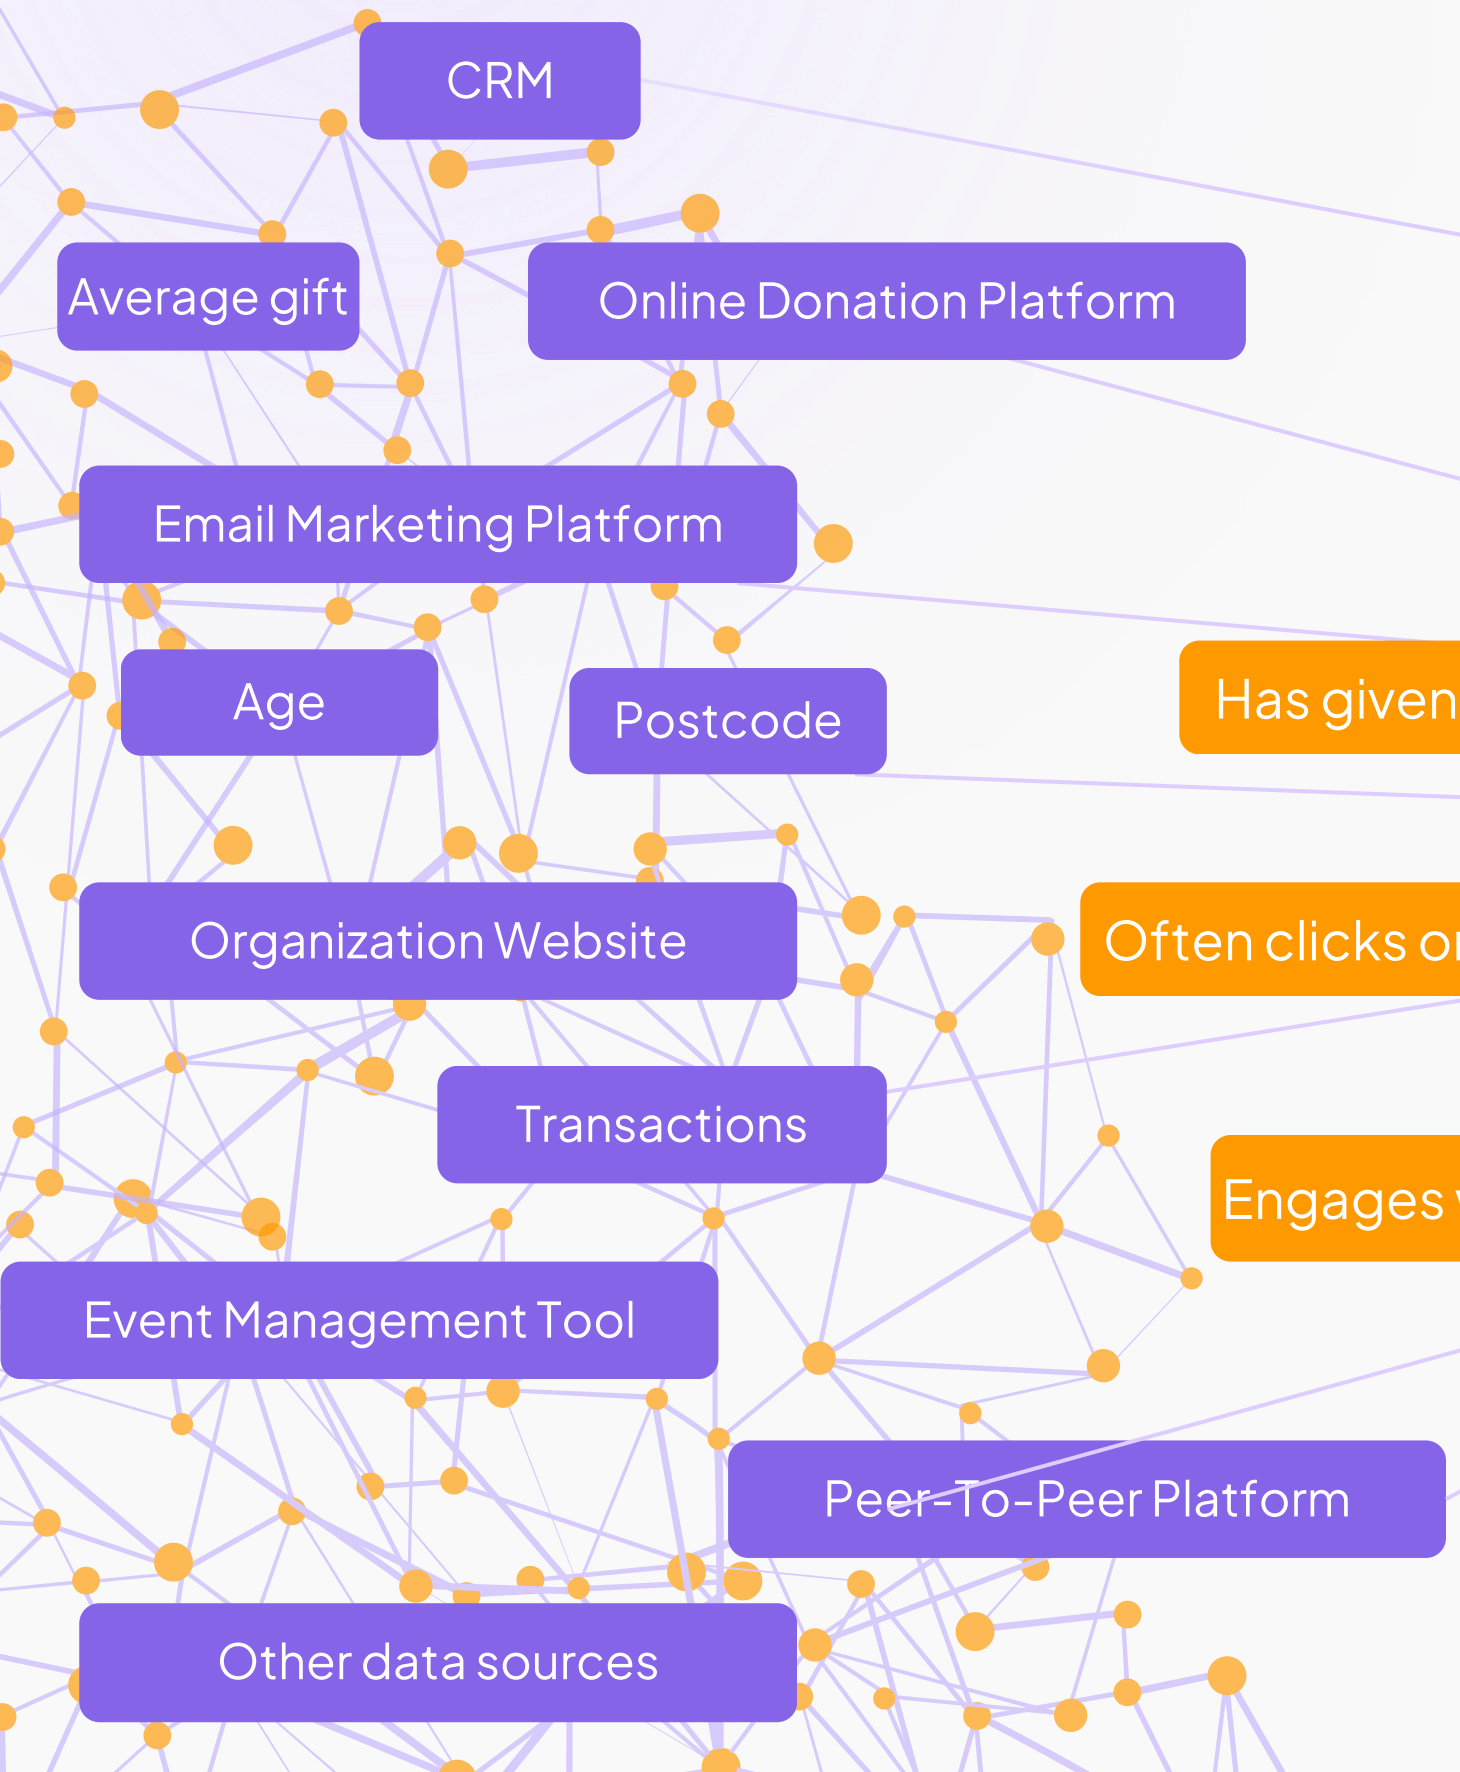 CRM
Average gift
Online Donation Platform
Email Marketing Platform
Age
Postcode
Has given
Organization Website
Often clicks
Transactions
Engages
Event Management Tool
Peer-To-Peer Platform
Other data sources